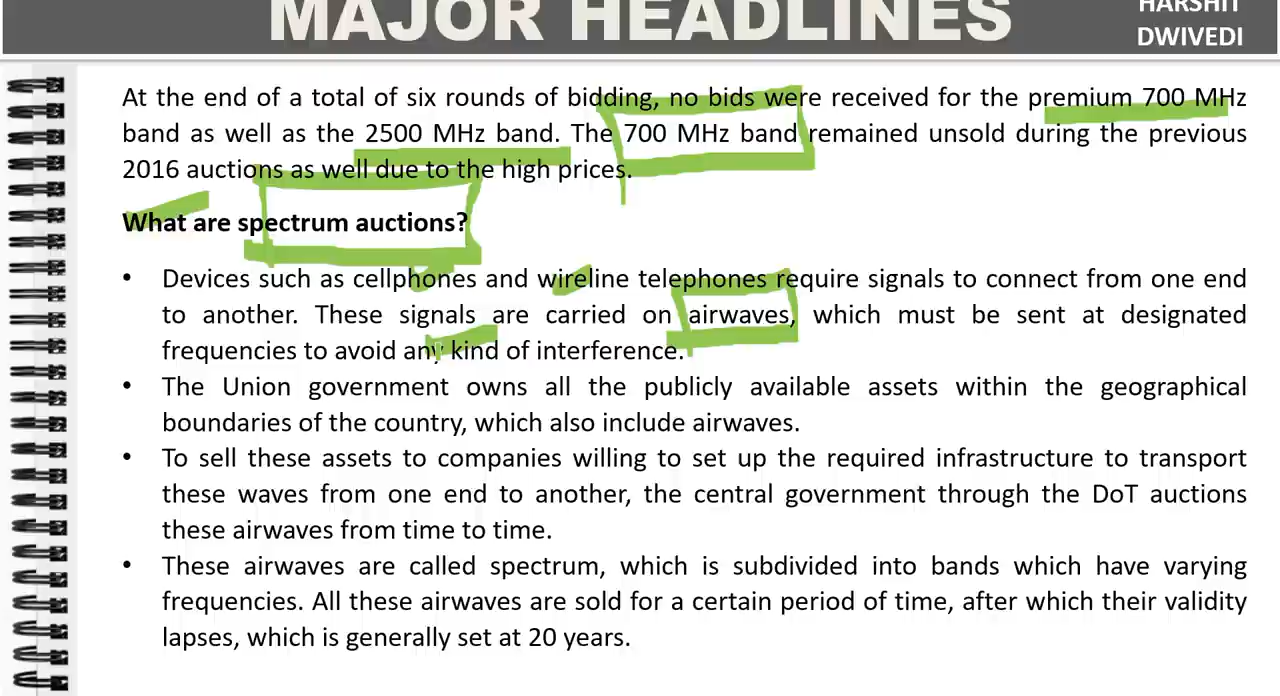 MAJOR HEADLINES
HARSHIT
DWIVEDI
At the end of a total of six rounds of bidding, no bids were received for the premium 700 MHz
band as well as the 2500 MHz band. The 700 MHz band remained unsold during the previous
2016 auctions as well due to the high prices.
What are spectrum auctions?
• Devices such as cellphones and wireline telephones require signals to connect from one end
to another. These signals are carried on airwaves, which must be sent at designated
frequencies to avoid any kind of interference.
• The Union government owns all the publicly available assets within the geographical
boundaries of the country, which also include airwaves.
• To sell these assets to companies willing to set up the required infrastructure to transport
these waves from one end to another, the central government through the DoT auctions
these airwaves from time to time.
• These airwaves are called spectrum, which is subdivided into bands which have varying
frequencies. All these airwaves are sold for a certain period of time, after which their validity
lapses, which is generally set at 20 years.